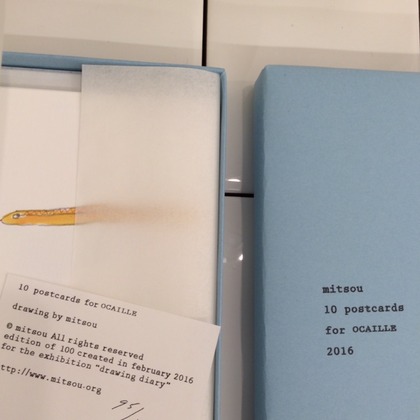 10 postcards for OCAILLE
drawing by mitsou
© mitsou All rights reserved
edition of 100 created in february 2016
for the exhibition "drawing diary"
ttp://www.mitsou.org
95/
mitsou
10 postcards
for OCAILLE
2016